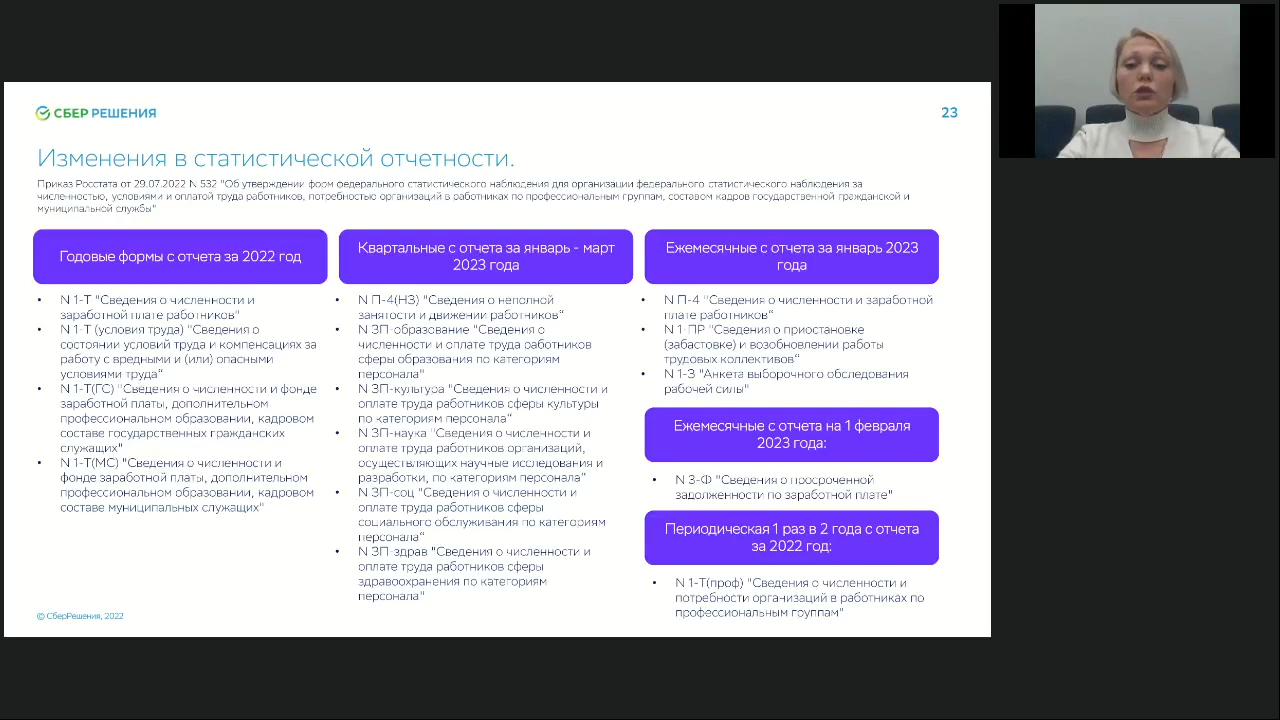 СБЕР РЕШЕНИЯ
23
Изменения в статистической отчетности.
Приказ Росстата от 29.07.2022 N 532 "Об утверждении форм федерального статистического наблюдения для организации федерального статистического наблюдения за
численностью, условиями и оплатой труда работников, потребностью организаций в работниках по профессиональным группам, составом кадров государственной гражданской и
муниципальной службы"
Годовые формы с отчета за 2022 год
• N 1-Т "Сведения о численности и
заработной плате работников"
• N 1-Т (условия труда) "Сведения о
состоянии условий труда и компенсациях за
работу с вредными и (или) опасными
условиями труда“
• N 1-Т(ГС) "Сведения о численности и фонде
заработной платы, дополнительном
профессиональном образовании, кадровом
составе государственных гражданских
служащих"
• N 1-Т(МС) "Сведения о численности и
фонде заработной платы, дополнительном
профессиональном образовании, кадровом
составе муниципальных служащих"
Квартальные с отчета за январь - март
2023 года
• N П-4(НЗ) "Сведения о неполной
занятости и движении работников“
• N ЗП-образование "Сведения о
численности и оплате труда работников
сферы образования по категориям
персонала"
• N ЗП-культура "Сведения о численности и
оплате труда работников сферы культуры
по категориям персонала“
• N ЗП-наука "Сведения о численности и
оплате труда работников организаций,
осуществляющих научные исследования и
разработки, по категориям персонала"
• N ЗП-соц "Сведения о численности и
оплате труда работников сферы
социального обслуживания по категориям
персонала“
• N ЗП-здрав "Сведения о численности и
оплате труда работников сферы
здравоохранения по категориям
персонала"
Ежемесячные с отчета за январь 2023
года
• N П-4 "Сведения о численности и заработной
плате работников“
• N 1-ПР "Сведения о приостановке
(забастовке) и возобновлении работы
трудовых коллективов“
• N 1-З "Анкета выборочного обследования
рабочей силы"
Ежемесячные с отчета на 1 февраля
2023 года:
• N 3-Ф "Сведения о просроченной
задолженности по заработной плате"
Периодическая 1 раз в 2 года с отчета
за 2022 год:
• N 1-Т(проф) "Сведения о численности и
потребности организаций в работниках по
профессиональным группам"
© СберРешения, 2022